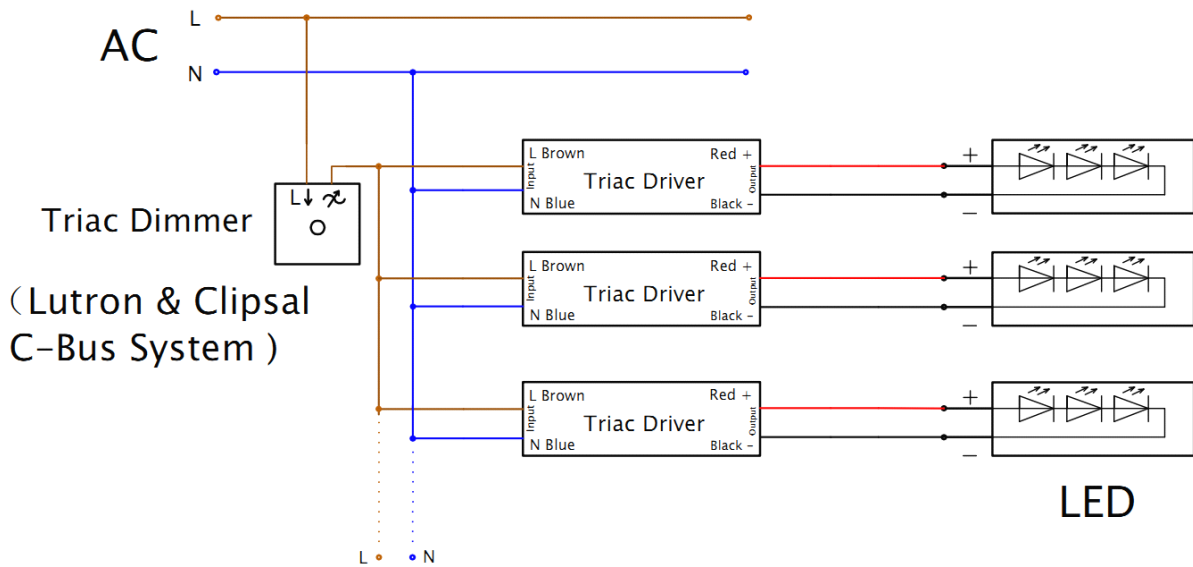 L
AC
N
L Brown
Red +
Input
Triac Driver
Output
N Blue
Black -
+
-
L
Triac Dimmer
(Lutron & Clipsal
C-Bus System )
L Brown
Red +
Input
Triac Driver
Output
N Blue
Black -
+
-
L Brown
Red +
Input
Triac Driver
Output
N Blue
Black -
+
-
LED
L
N